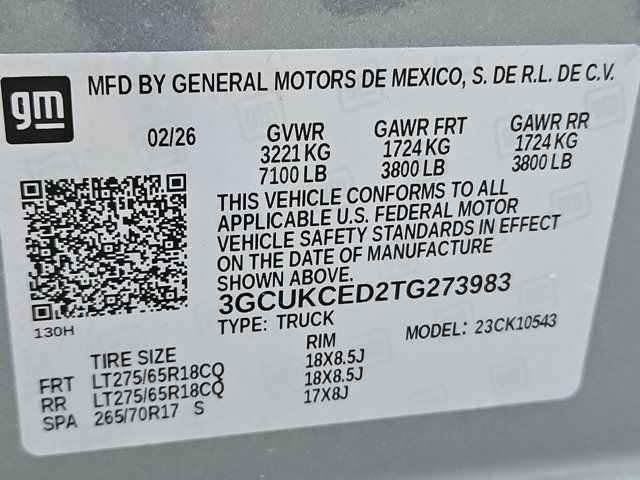 gm
MFD BY GENERAL MOTORS DE MEXICO, S. DE R.L. DE C.V.
02/26 GVWR GAWR FRT GAWR RR
3221 KG 1724 KG 1724 KG
7100 LB 3800 LB 3800 LB
THIS VEHICLE CONFORMS TO ALL
APPLICABLE U.S. FEDERAL MOTOR
VEHICLE SAFETY STANDARDS IN EFFECT
ON THE DATE OF MANUFACTURE
SHOWN ABOVE.
3GCUKCED2TG273983
130H
TYPE: TRUCK MODEL: 23CK10543
TIRE SIZE RIM
FRT LT275/65R18CQ 18X8.5J
RR LT275/65R18CQ 18X8.5J
SPA 265/70R17 S 17X8J